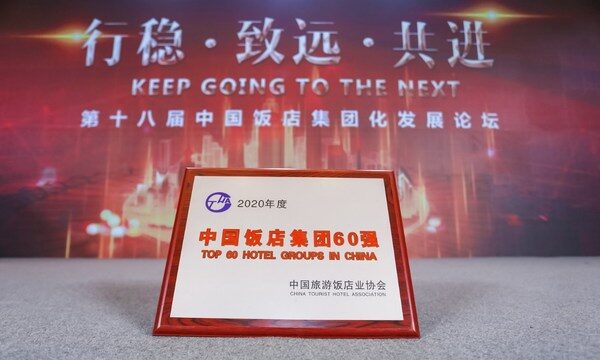 行稳·致远·共进
KEEP GOING TO THE NEXT
第十八届中国饭店集团化发展论坛
2020年度
中国饭店集团60强
TOP 60 HOTEL GROUPS IN CHINA
中国旅游饭店业协会
CHINA TOURIST HOTEL ASSOCIATION